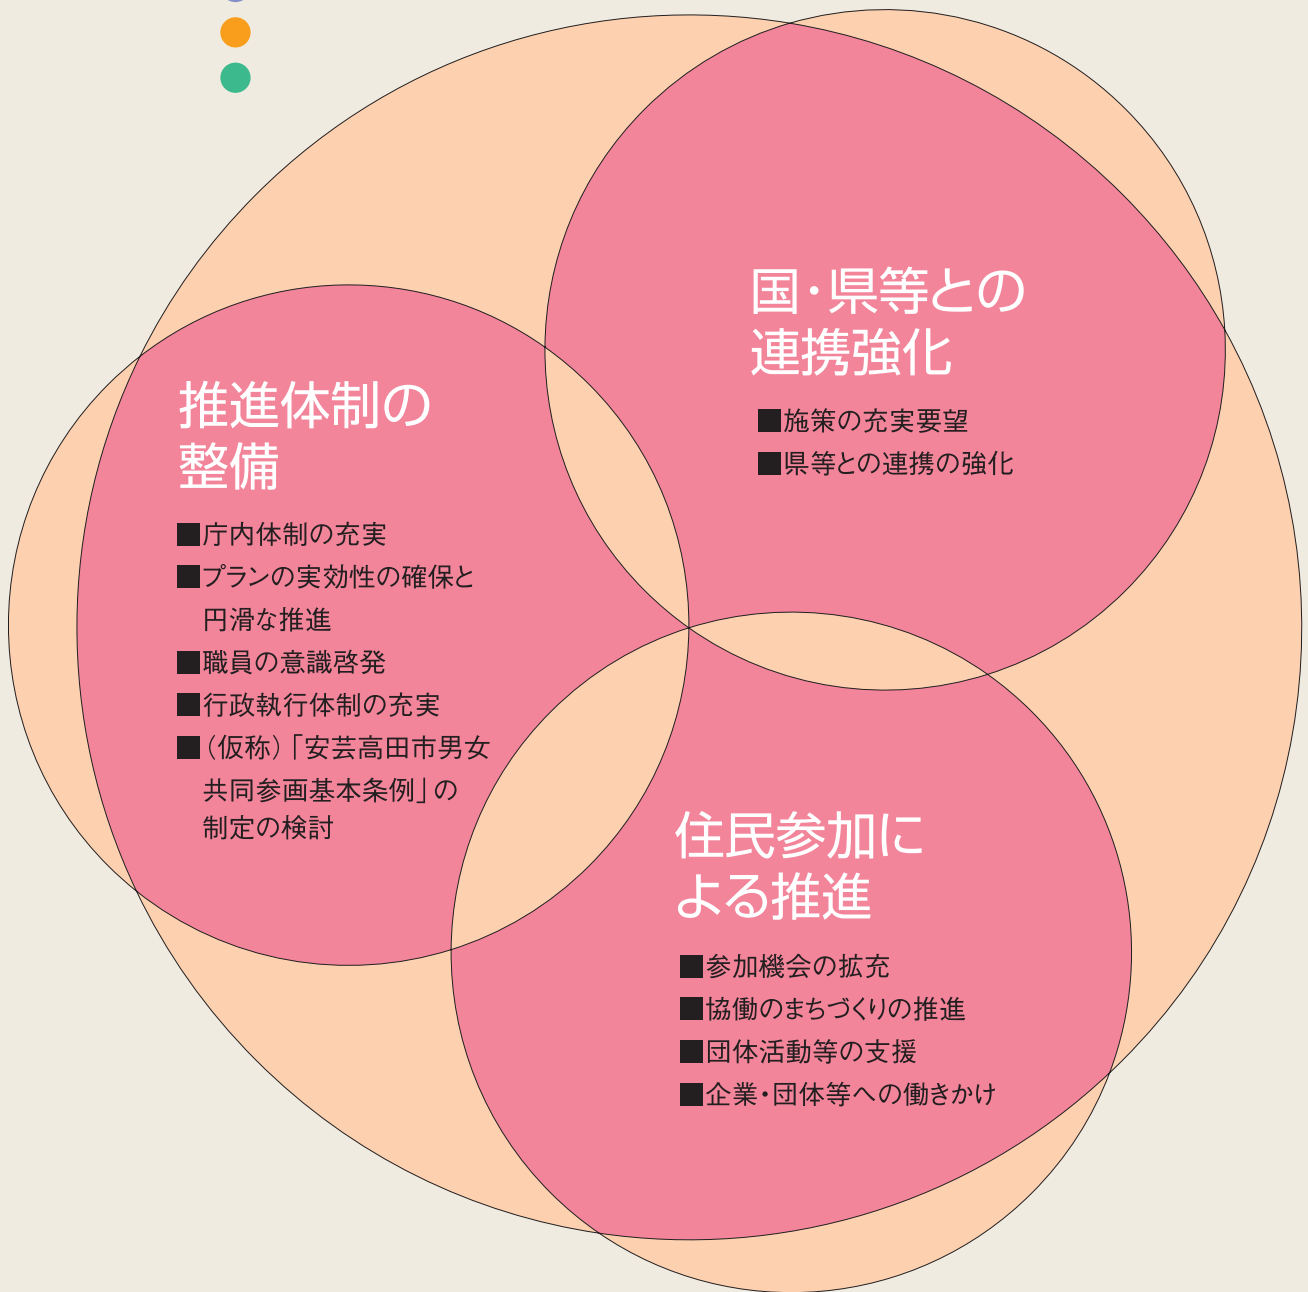 国・県等との
連携強化
■施策の充実要望
■県等との連携の強化
推進体制の
整備
■庁内体制の充実
■プランの実効性の確保と
円滑な推進
■職員の意識啓発
■行政執行体制の充実
■（仮称）「安芸高田市男女
共同参画基本条例」の
制定の検討
住民参加に
よる推進
■参加機会の拡充
■協働のまちづくりの推進
■団体活動等の支援
■企業・団体等への働きかけ